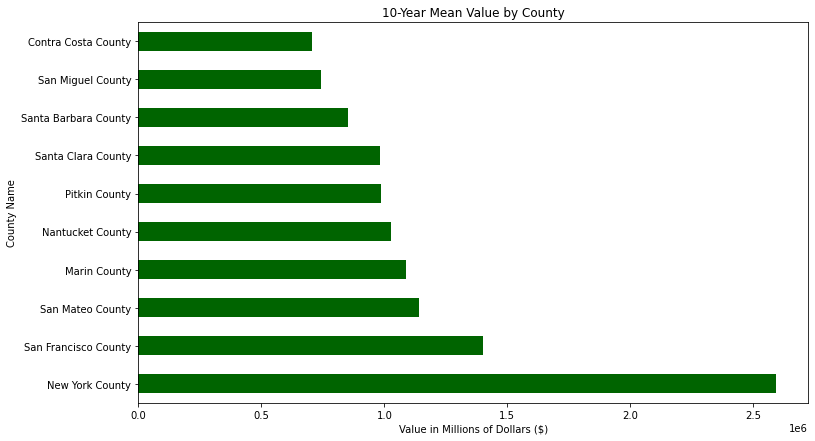 10-Year Mean Value by County
County Name
Contra Costa County
San Miguel County
Santa Barbara County
Santa Clara County
Pitkin County
Nantucket County
Marin County
San Mateo County
San Francisco County
New York County
0.0 0.5 1.0 1.5 2.0 2.5
1e6
Value in Millions of Dollars ($)